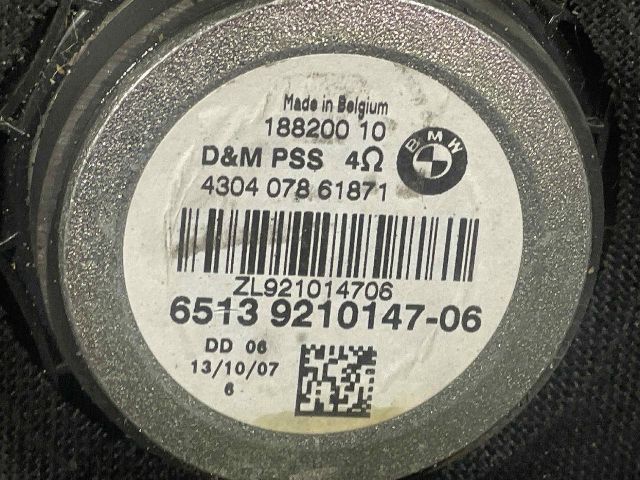 Made in Belgium
188200 10
D&M PSS 4Ω
BMW
4304 078 61871
ZL921014706
6513 9210147-06
DD 06
13/10/07
6